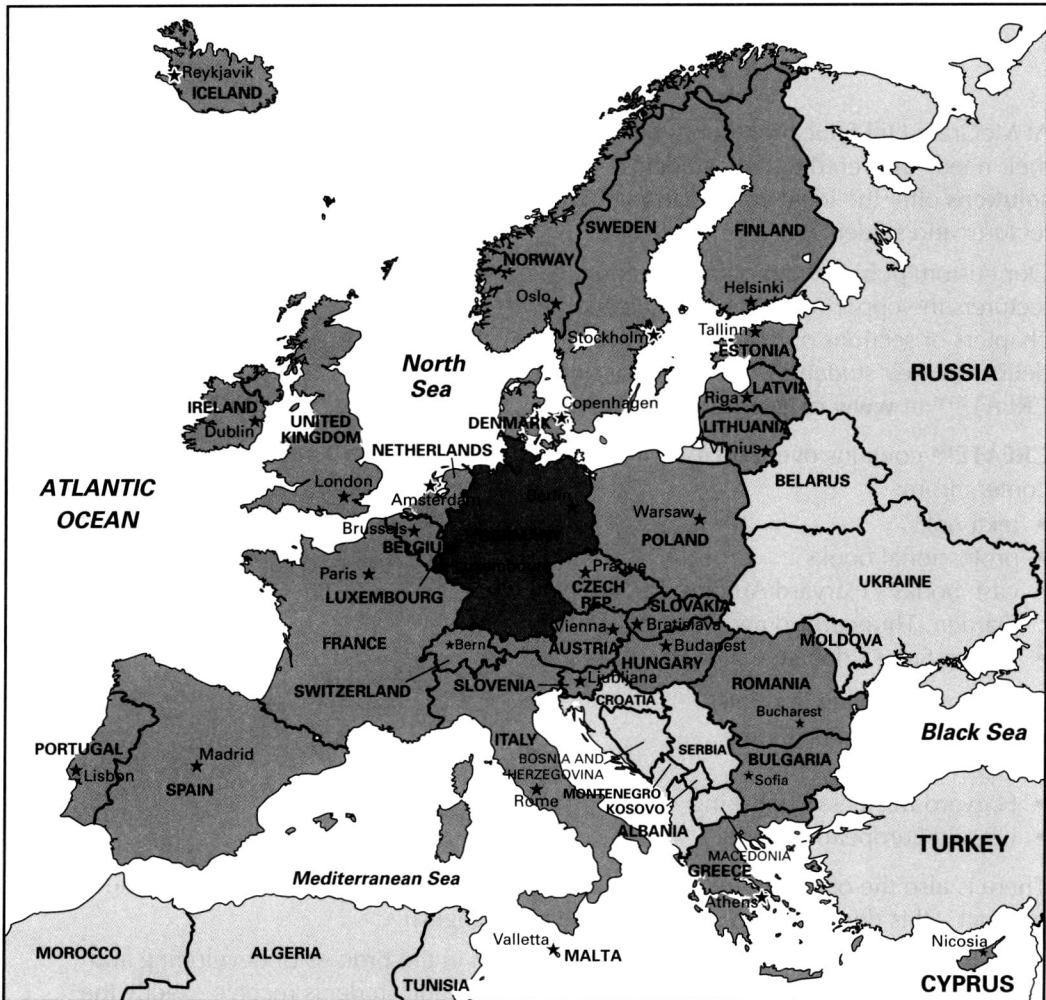 Reykjavik
ICELAND
SWEDEN
FINLAND
NORWAY
Helsinki
Oslo
Tallinn
Stockholm
ESTONIA
North
Sea
RUSSIA
LATVIA
Riga
Copenhagen
IRELAND
UNITED
KINGDOM
DENMARK
LITHUANIA
Dublin
Vilnius
NETHERLANDS
BELARUS
London
ATLANTIC
OCEAN
Amsterdam
Berlin
Warsaw
POLAND
Brussels
BELGIUM
Paris
Prague
UKRAINE
LUXEMBOURG
CZECH
REP.
SLOVAKIA
Vienna
Bratislava
FRANCE
Bern
AUSTRIA
Budapest
MOLDOVA
HUNGARY
SWITZERLAND
SLOVENIA
Ljubljana
ROMANIA
CROATIA
Bucharest
Black Sea
PORTUGAL
Madrid
ITALY
SERBIA
BOSNIA AND
HERZEGOVINA
BULGARIA
Lisbon
SPAIN
Sofia
Rome
MONTENEGRO
KOSOVO
ALBANIA
TURKEY
MACEDONIA
GREECE
Mediterranean Sea
Athens
MOROCCO
ALGERIA
Valletta
MALTA
Nicosia
TUNISIA
CYPRUS